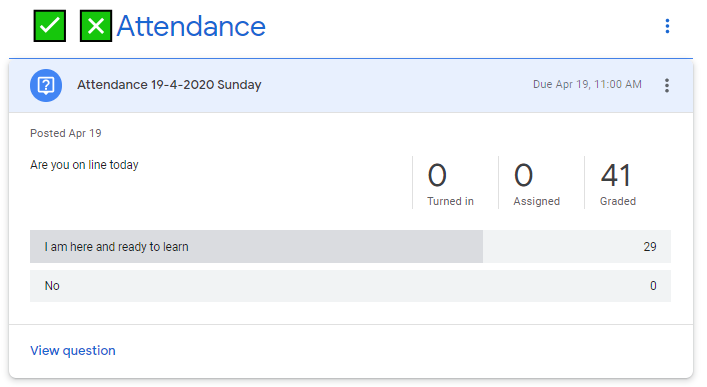 ✅ ❎ Attendance
Attendance 19-4-2020 Sunday Due Apr 19, 11:00 AM
Posted Apr 19
Are you on line today
0 0 41
Turned in Assigned Graded
I am here and ready to learn 29
No 0
View question